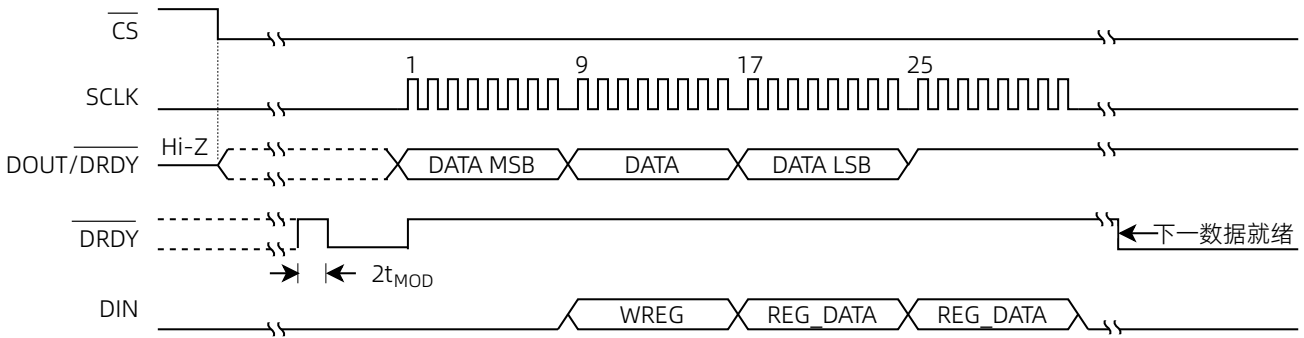 CS
1 9 17 25
SCLK
Hi-Z
DOUT/DRDY
DATA MSB DATA DATA LSB
DRDY
下一数据就绪
2tMOD
DIN
WREG REG_DATA REG_DATA